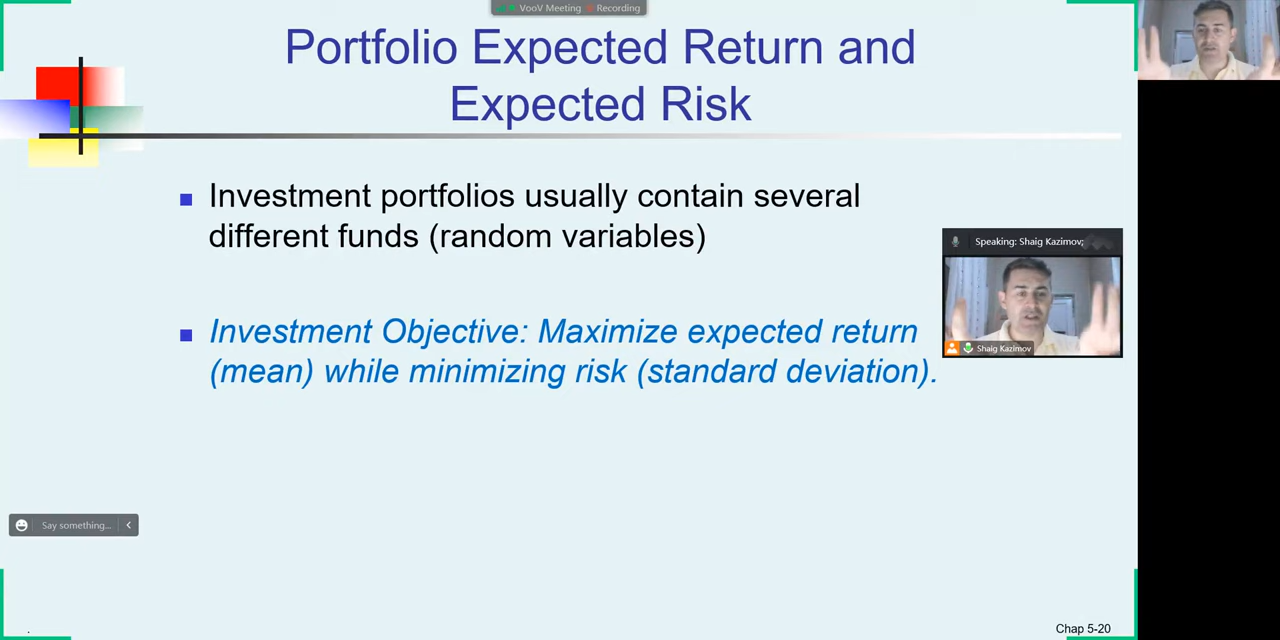 VooV Meeting Recording
Portfolio Expected Return and
Expected Risk
Investment portfolios usually contain several
different funds (random variables)
Speaking: Shaig Kazimov;
Shaig Kazimov
Investment Objective: Maximize expected return
(mean) while minimizing risk (standard deviation).
Say something...
Chap 5-20